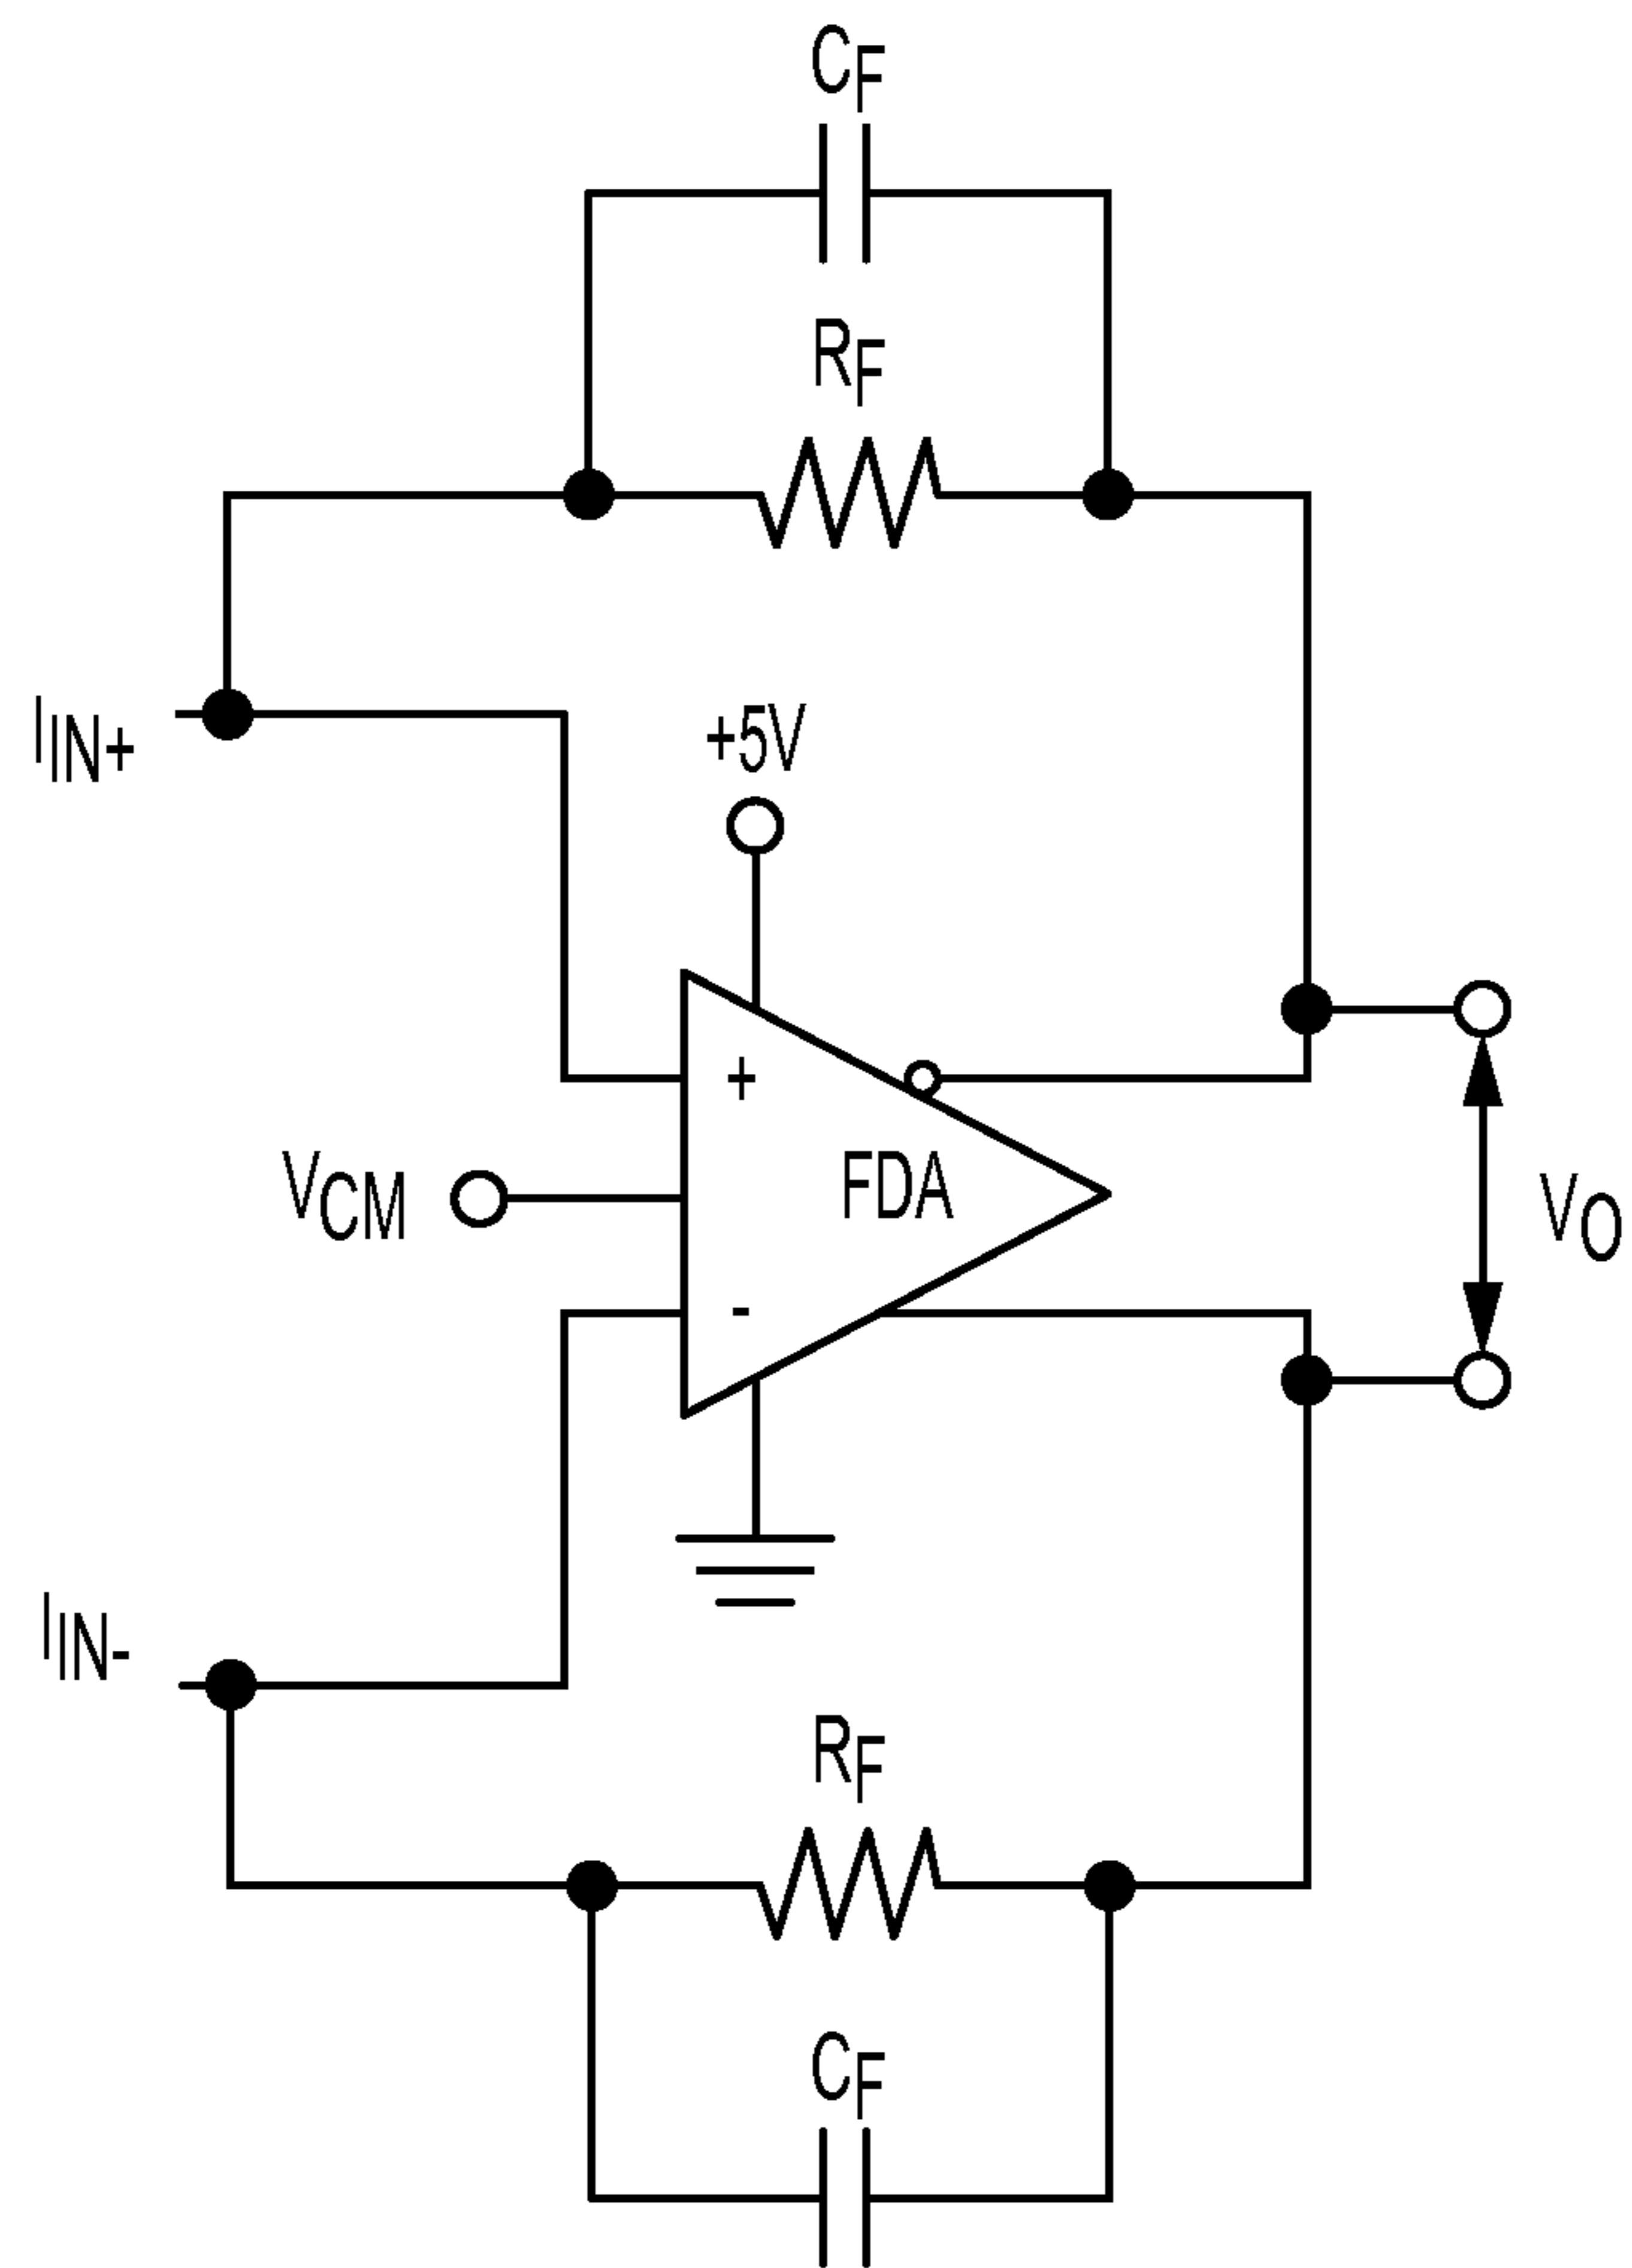 CF
RF
IIN+
+5V
+
VCM
FDA
VO
-
IIN-
RF
CF